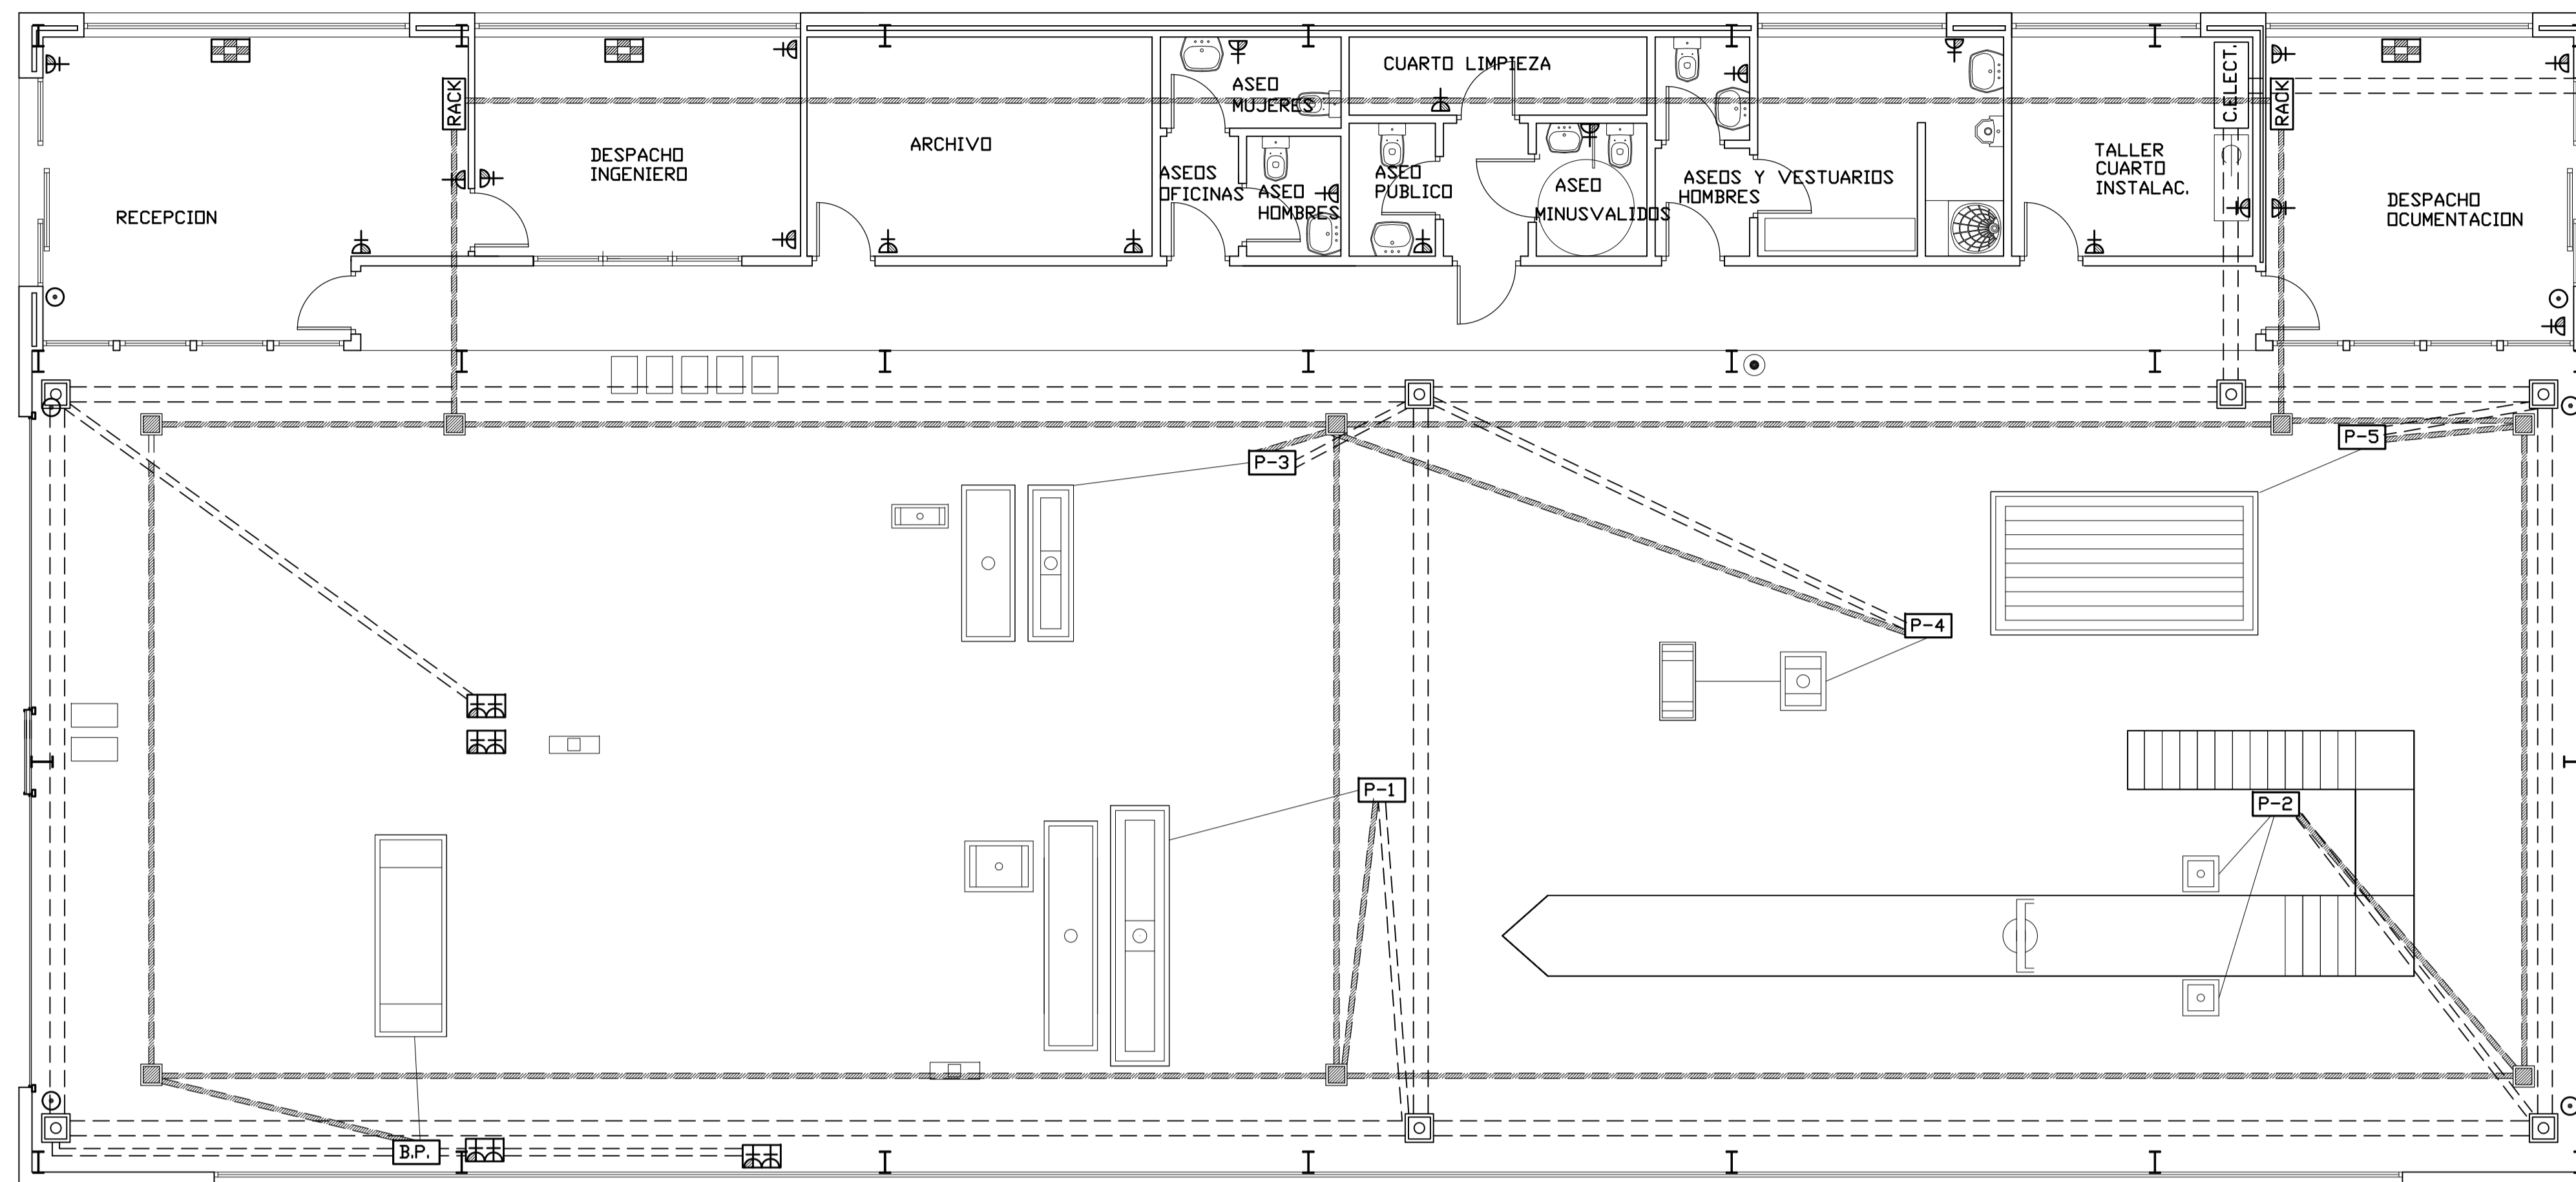 RECEPCION
RACK
DESPACHO
INGENIERO
ARCHIVO
ASEO
MUJERES
ASEOS
OFICINAS
ASEO
HOMBRES
CUARTO LIMPIEZA
ASEO
PUBLICO
ASEO
MINUSVALIDOS
ASEOS Y VESTUARIOS
HOMBRES
TALLER
CUARTO
INSTALAC.
C.ELECT.
RACK
DESPACHO
OCUMENTACION
P-3
P-5
P-4
P-1
P-2
B.P.